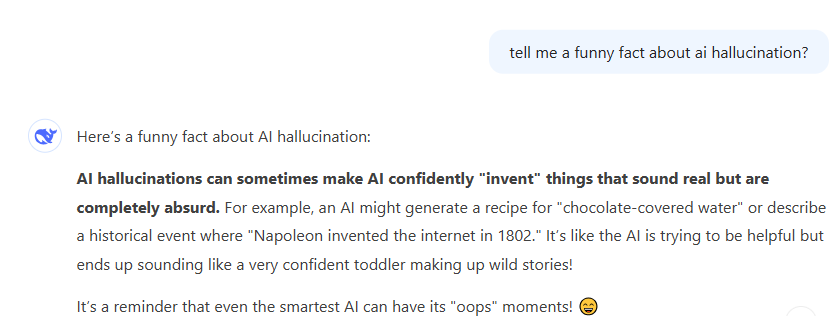 tell me a funny fact about ai hallucination?
Here's a funny fact about AI hallucination:
AI hallucinations can sometimes make AI confidently "invent" things that sound real but are
completely absurd. For example, an AI might generate a recipe for "chocolate-covered water" or describe
a historical event where "Napoleon invented the internet in 1802." It's like the AI is trying to be helpful but
ends up sounding like a very confident toddler making up wild stories!
It's a reminder that even the smartest AI can have its "oops" moments! 😄